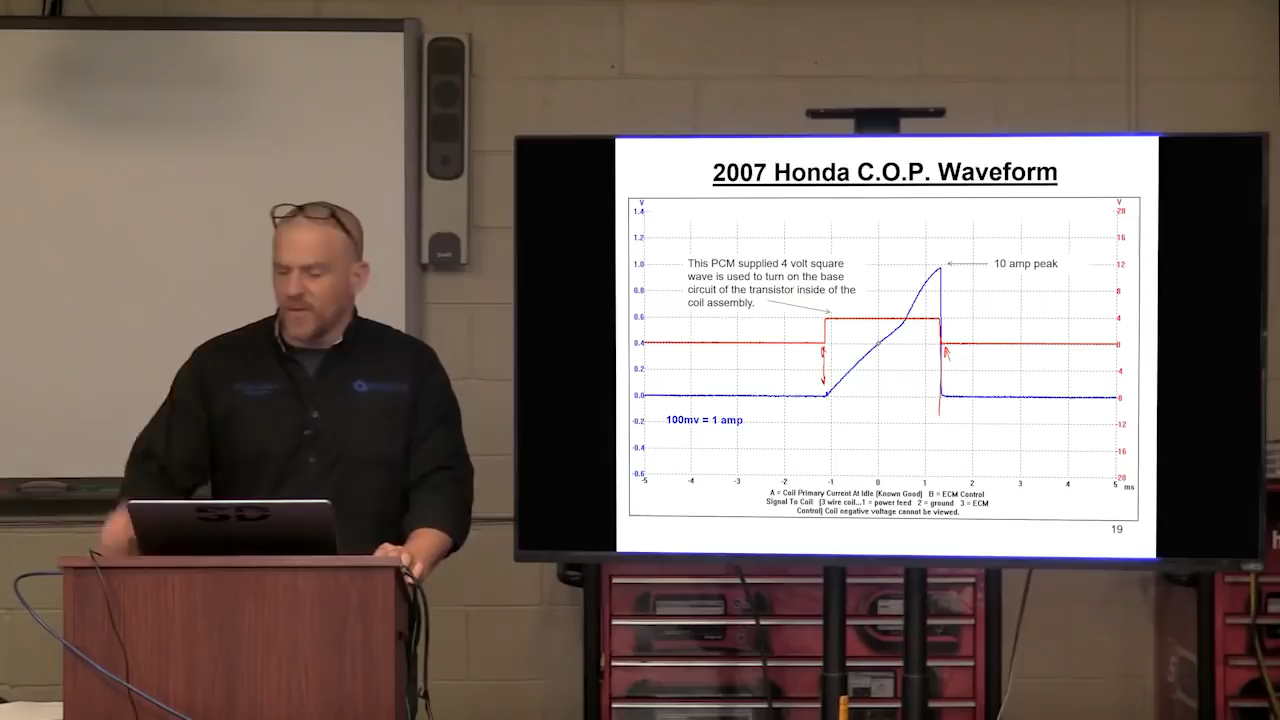 2007 Honda C.O.P. Waveform
V
V
1.4
20
1.2
16
This PCM supplied 4 volt square
wave is used to turn on the base
circuit of the transistor inside of the
coil assembly.
1.0
10 amp peak
12
0.8
8
0.6
4
0.4
0
0.2
4
0.0
8
100mv = 1 amp
-0.2
-12
-0.4
-16
-0.6
-20
-5 -4 -3 -2 -1 0 1 2 3 4 5 ms
A = Coil Primary Current At Idle (Known Good) B = ECM Control
Signal To Coil (3 wire coil...1 = power feed 2 = ground 3 = ECM
Control) Coil negative voltage cannot be viewed.
19
SD